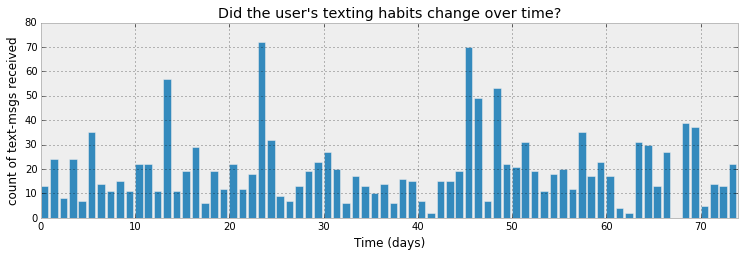 Did the user's texting habits change over time?
80
70
60
50
40
30
20
10
0
count of text-msgs received
0 10 20 30 40 50 60 70
Time (days)